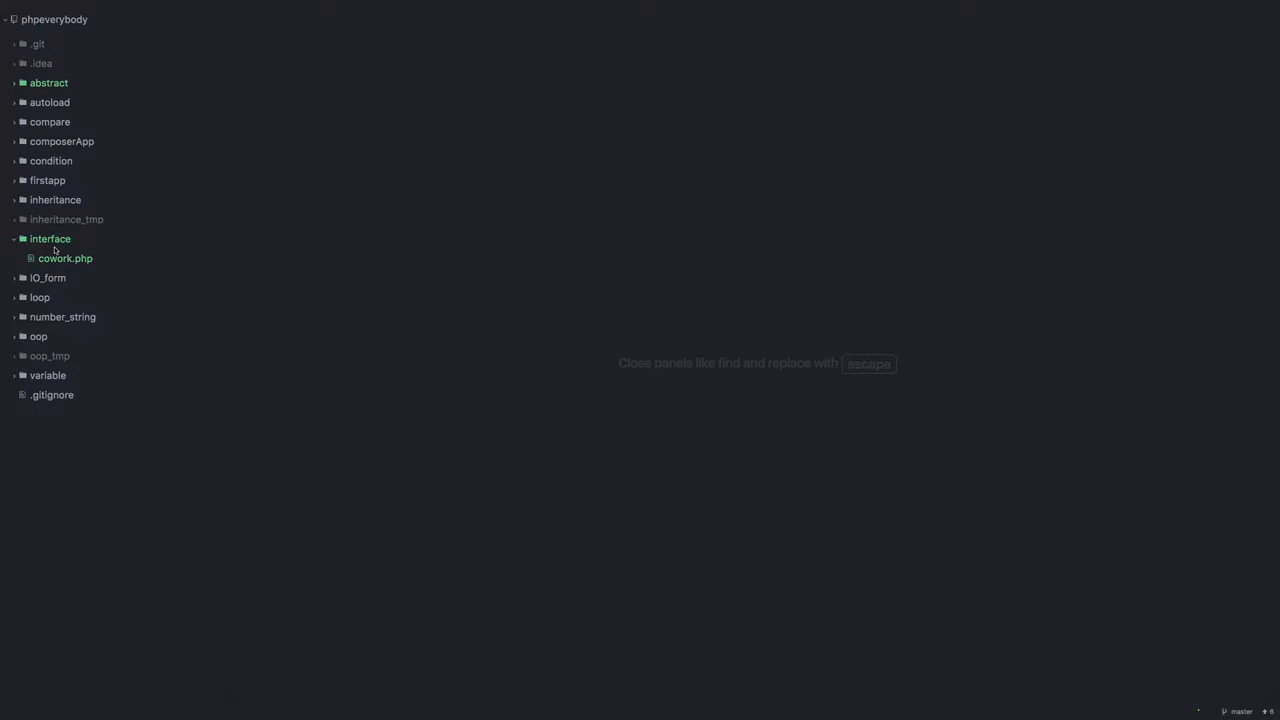 phpeverybody
.git
.idea
abstract
autoload
compare
composerApp
condition
firstapp
inheritance
inheritance_tmp
interface
cowork.php
IO_form
loop
number_string
oop
oop_tmp
variable
.gitignore
Close panels like find and replace with escape
master 6